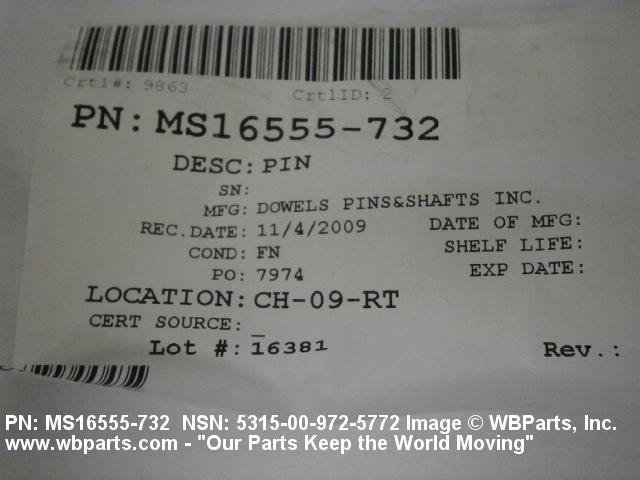 Crtl#: 9863
CrtlID: 2
PN: MS16555-732
DESC: PIN
SN:
MFG: DOWELS PINS&SHAFTS INC.
REC.DATE: 11/4/2009 DATE OF MFG:
COND: FN SHELF LIFE:
PO: 7974 EXP DATE:
LOCATION: CH-09-RT
CERT SOURCE: _
Lot #: 16381 Rev.:
PN: MS16555-732 NSN: 5315-00-972-5772 Image © WBParts, Inc.
www.wbparts.com - "Our Parts Keep the World Moving"